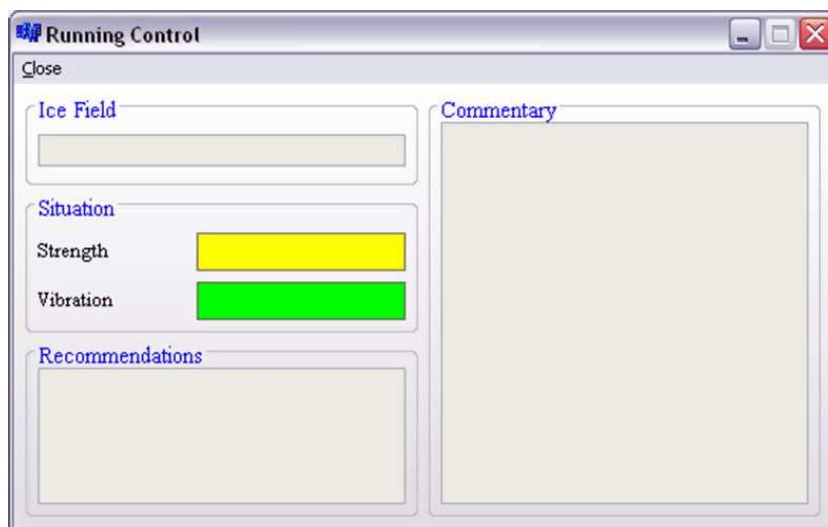 Running Control
Close
Ice Field
Situation
Strength
Vibration
Recommendations
Commentary